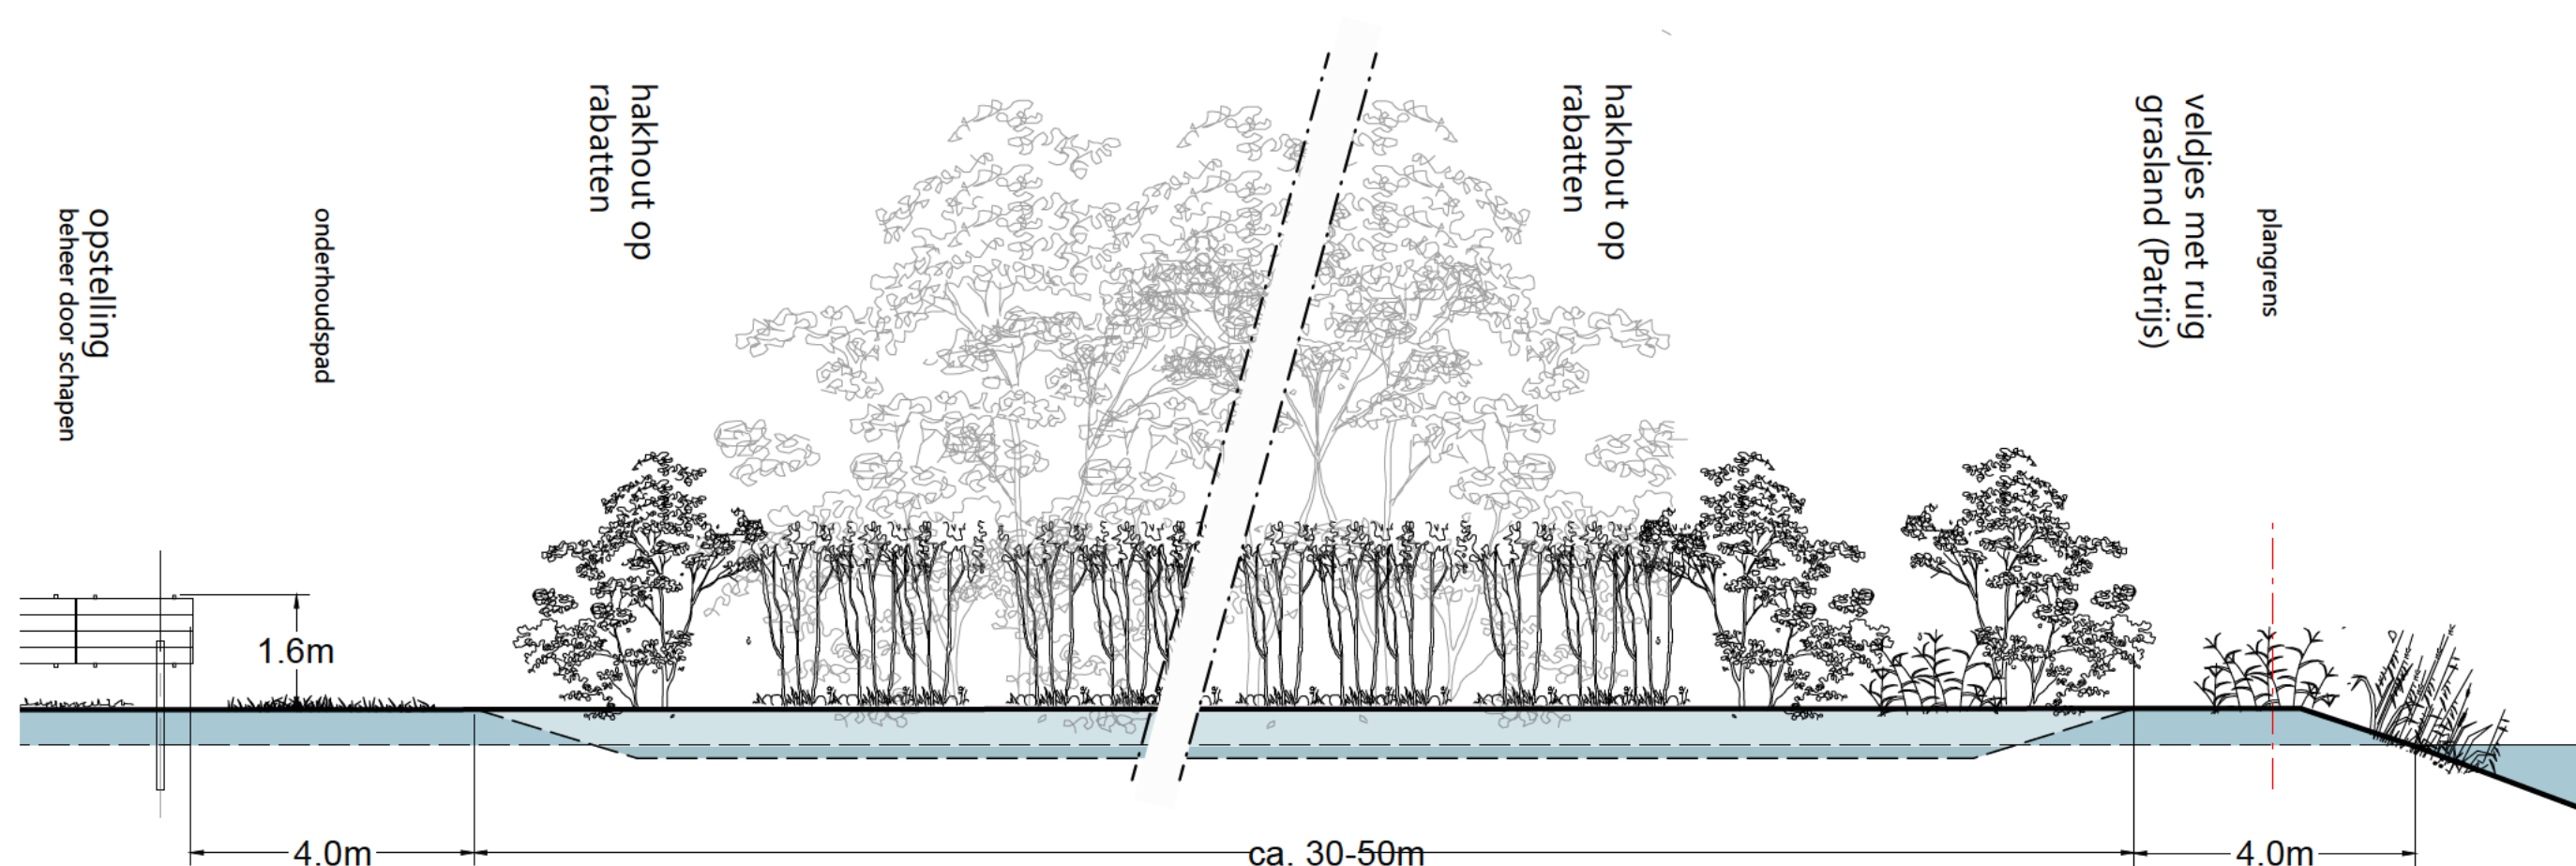 opstelling
beheer door schapen
onderhoudspad
hakhout op
rabatten
hakhout op
rabatten
veldjes met ruig
grasland (Patrijs)
plangrens
1.6m
4.0m
ca. 30-50m
4.0m